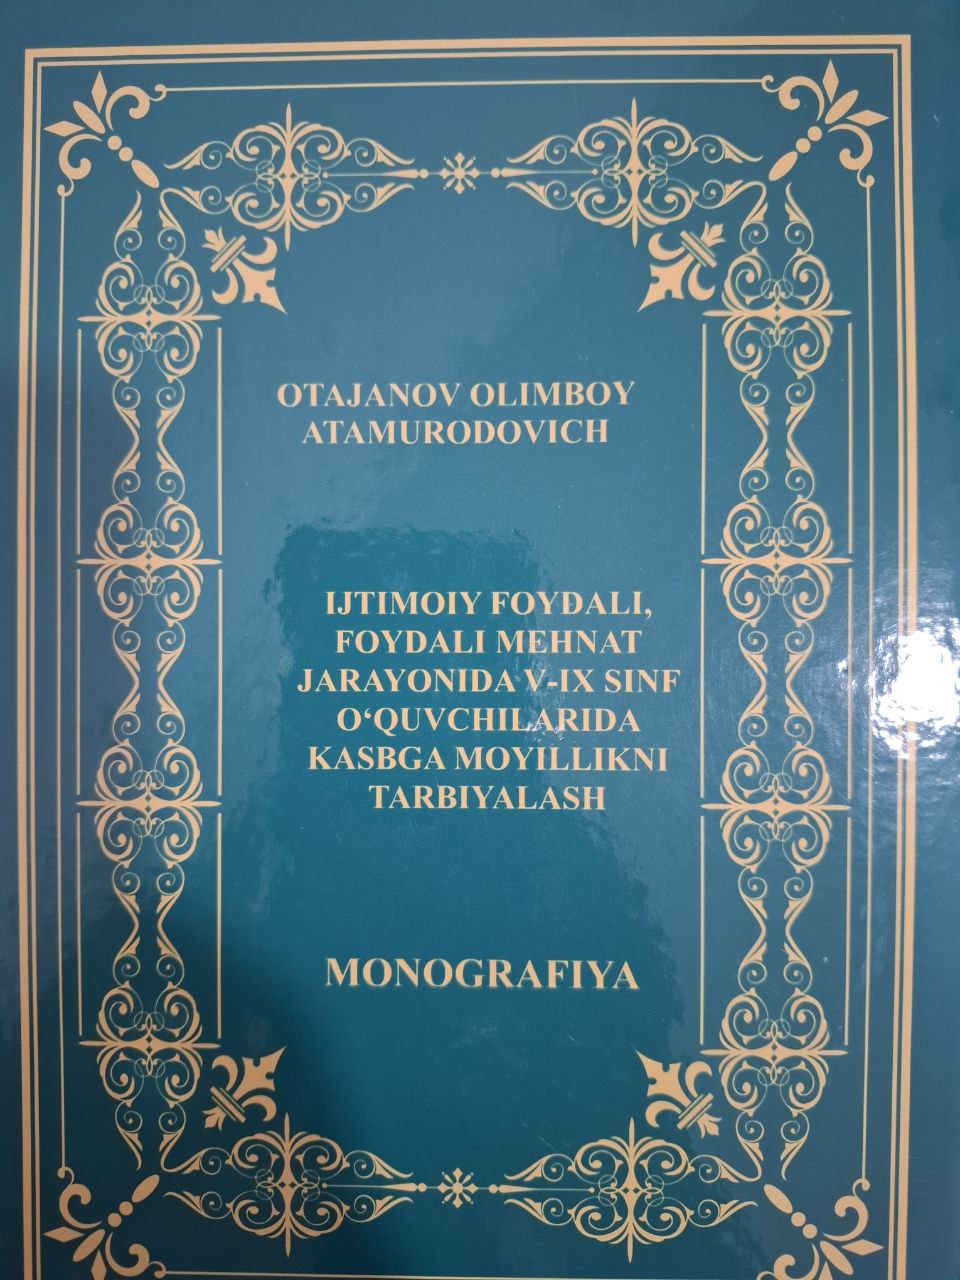 OTAJANOV OLIMBOY
ATAMURODOVICH
IJTIMOIY FOYDALI,
FOYDALI MEHNAT
JARAYONIDA V-IX SINF
O‘QUVCHILARIDA
KASBGA MOYILLIKNI
TARBIYALASH
MONOGRAFIYA